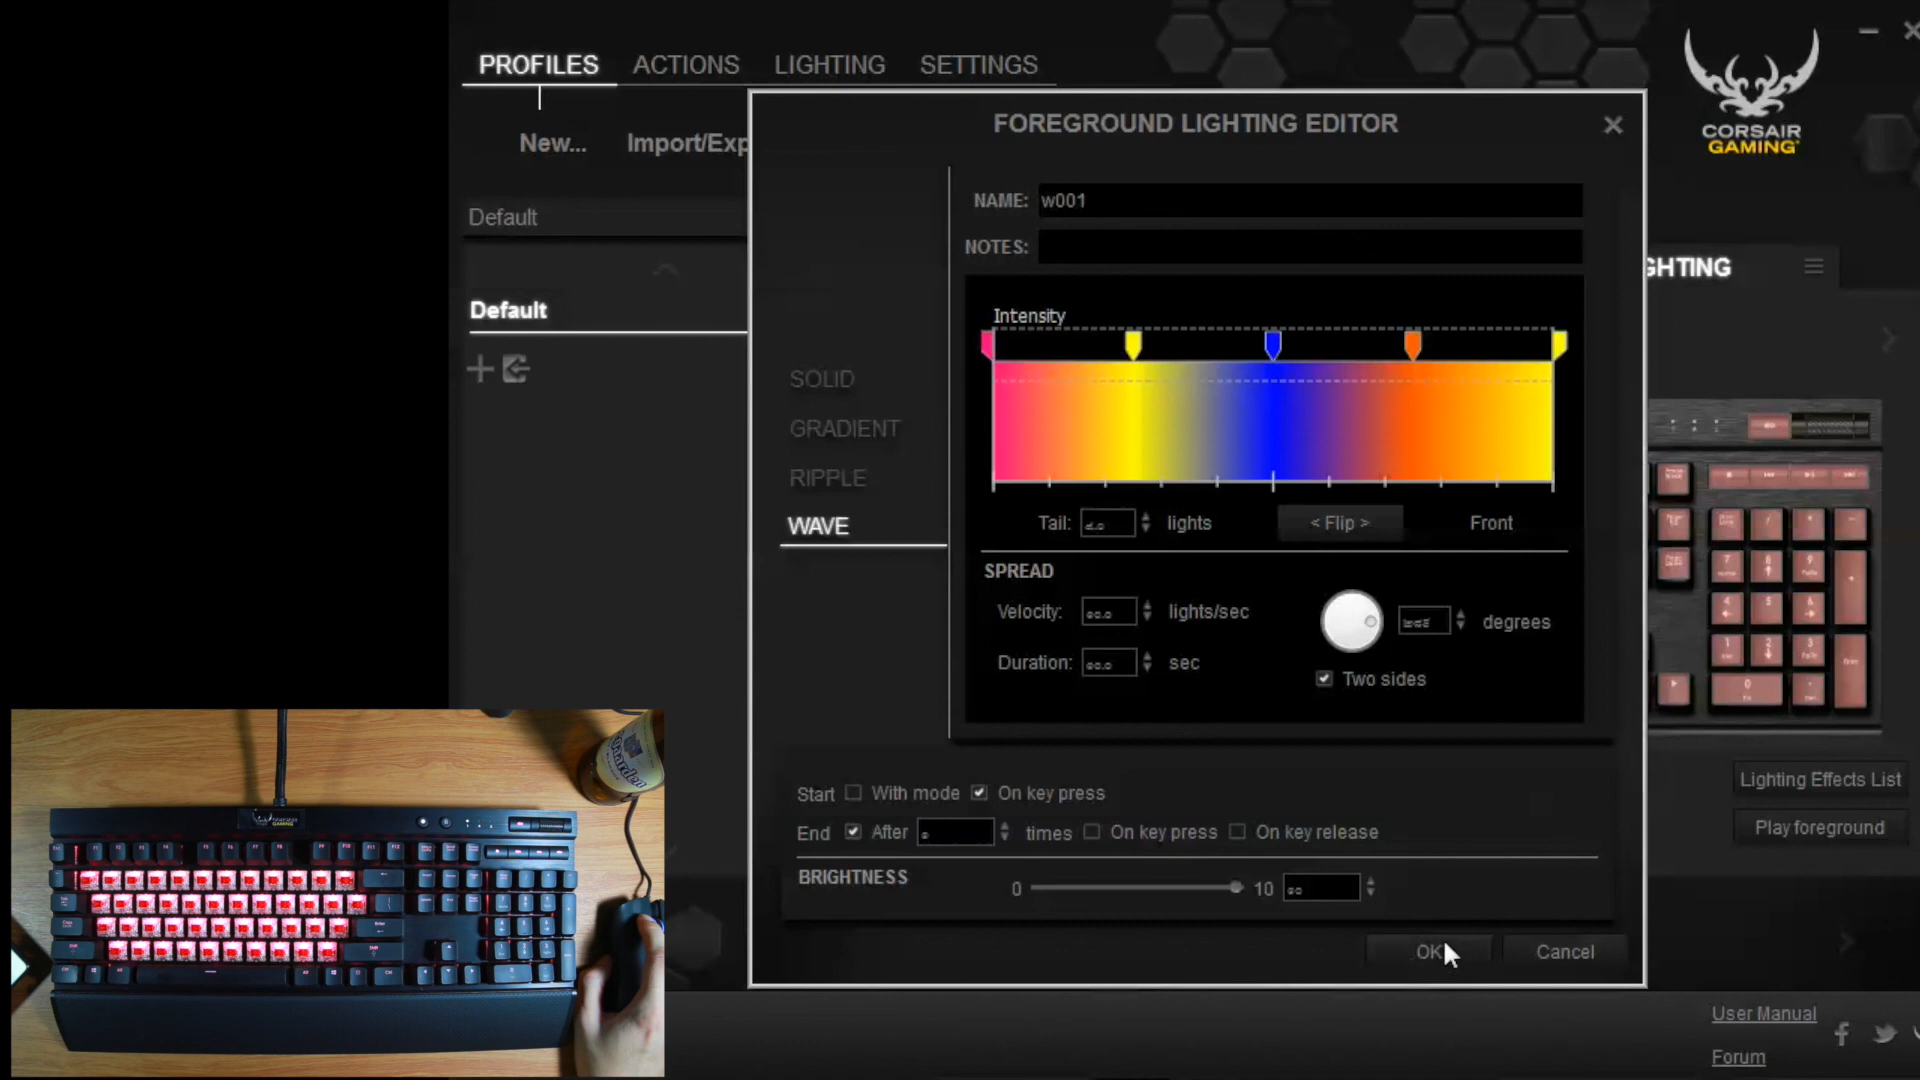 PROFILES ACTIONS LIGHTING SETTINGS
New... Import/Exp
Default
Default
CORSAIR
GAMING
FOREGROUND LIGHTING EDITOR
NAME: w001
NOTES:
SOLID
GRADIENT
RIPPLE
WAVE
Intensity
Tail: lights < Flip > Front
SPREAD
Velocity: lights/sec
degrees
Duration: sec
Two sides
Start With mode On key press
End After times On key press On key release
BRIGHTNESS
0 10
OK Cancel
GHTING
Lighting Effects List
Play foreground
User Manual
Forum